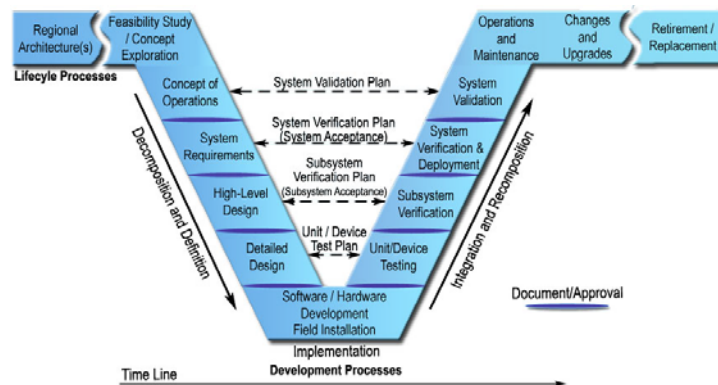 Regional
Architecture(s)
Feasibility Study
/ Concept
Exploration
Operations
and
Maintenance
Changes
and
Upgrades
Retirement /
Replacement
Lifecyle Processes
Concept of
Operations
System Validation Plan
System
Validation
System
Requirements
System Verification Plan
(System Acceptance)
System
Verification &
Deployment
High-Level
Design
Subsystem
Verification Plan
(Subsystem Acceptance)
Subsystem
Verification
Detailed
Design
Unit / Device
Test Plan
Unit/Device
Testing
Decomposition and Definition
Integration and Recomposition
Software / Hardware
Development
Field Installation
Document/Approval
Implementation
Development Processes
Time Line